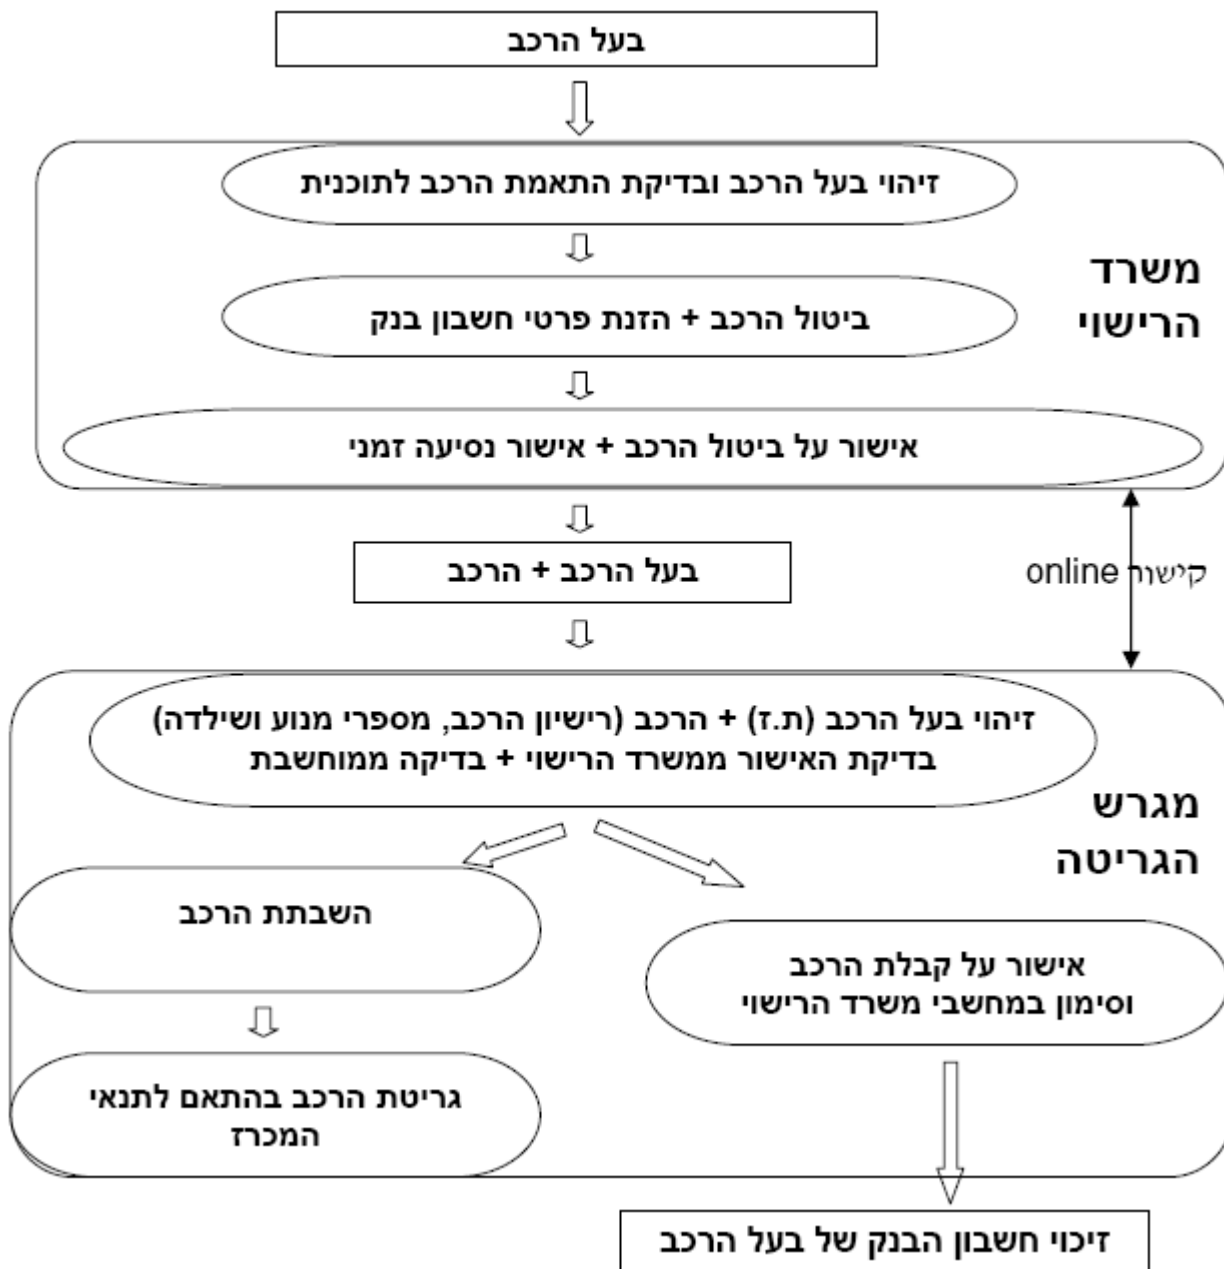 בעל הרכב
זיהוי בעל הרכב ובדיקת התאמת הרכב לתוכנית
משרד
הרישוי
ביטול הרכב + הזנת פרטי חשבון בנק
אישור על ביטול הרכב + אישור נסיעה זמני
בעל הרכב + הרכב
קישור online
זיהוי בעל הרכב (ת.ז) + הרכב (רישיון הרכב, מספרי מנוע ושילדה)
בדיקת האישור ממשרד הרישוי + בדיקה ממוחשבת
מגרש
הגריטה
השבתת הרכב
אישור על קבלת הרכב
וסימון במחשבי משרד הרישוי
גריטת הרכב בהתאם לתנאי
המכרז
זיכוי חשבון הבנק של בעל הרכב